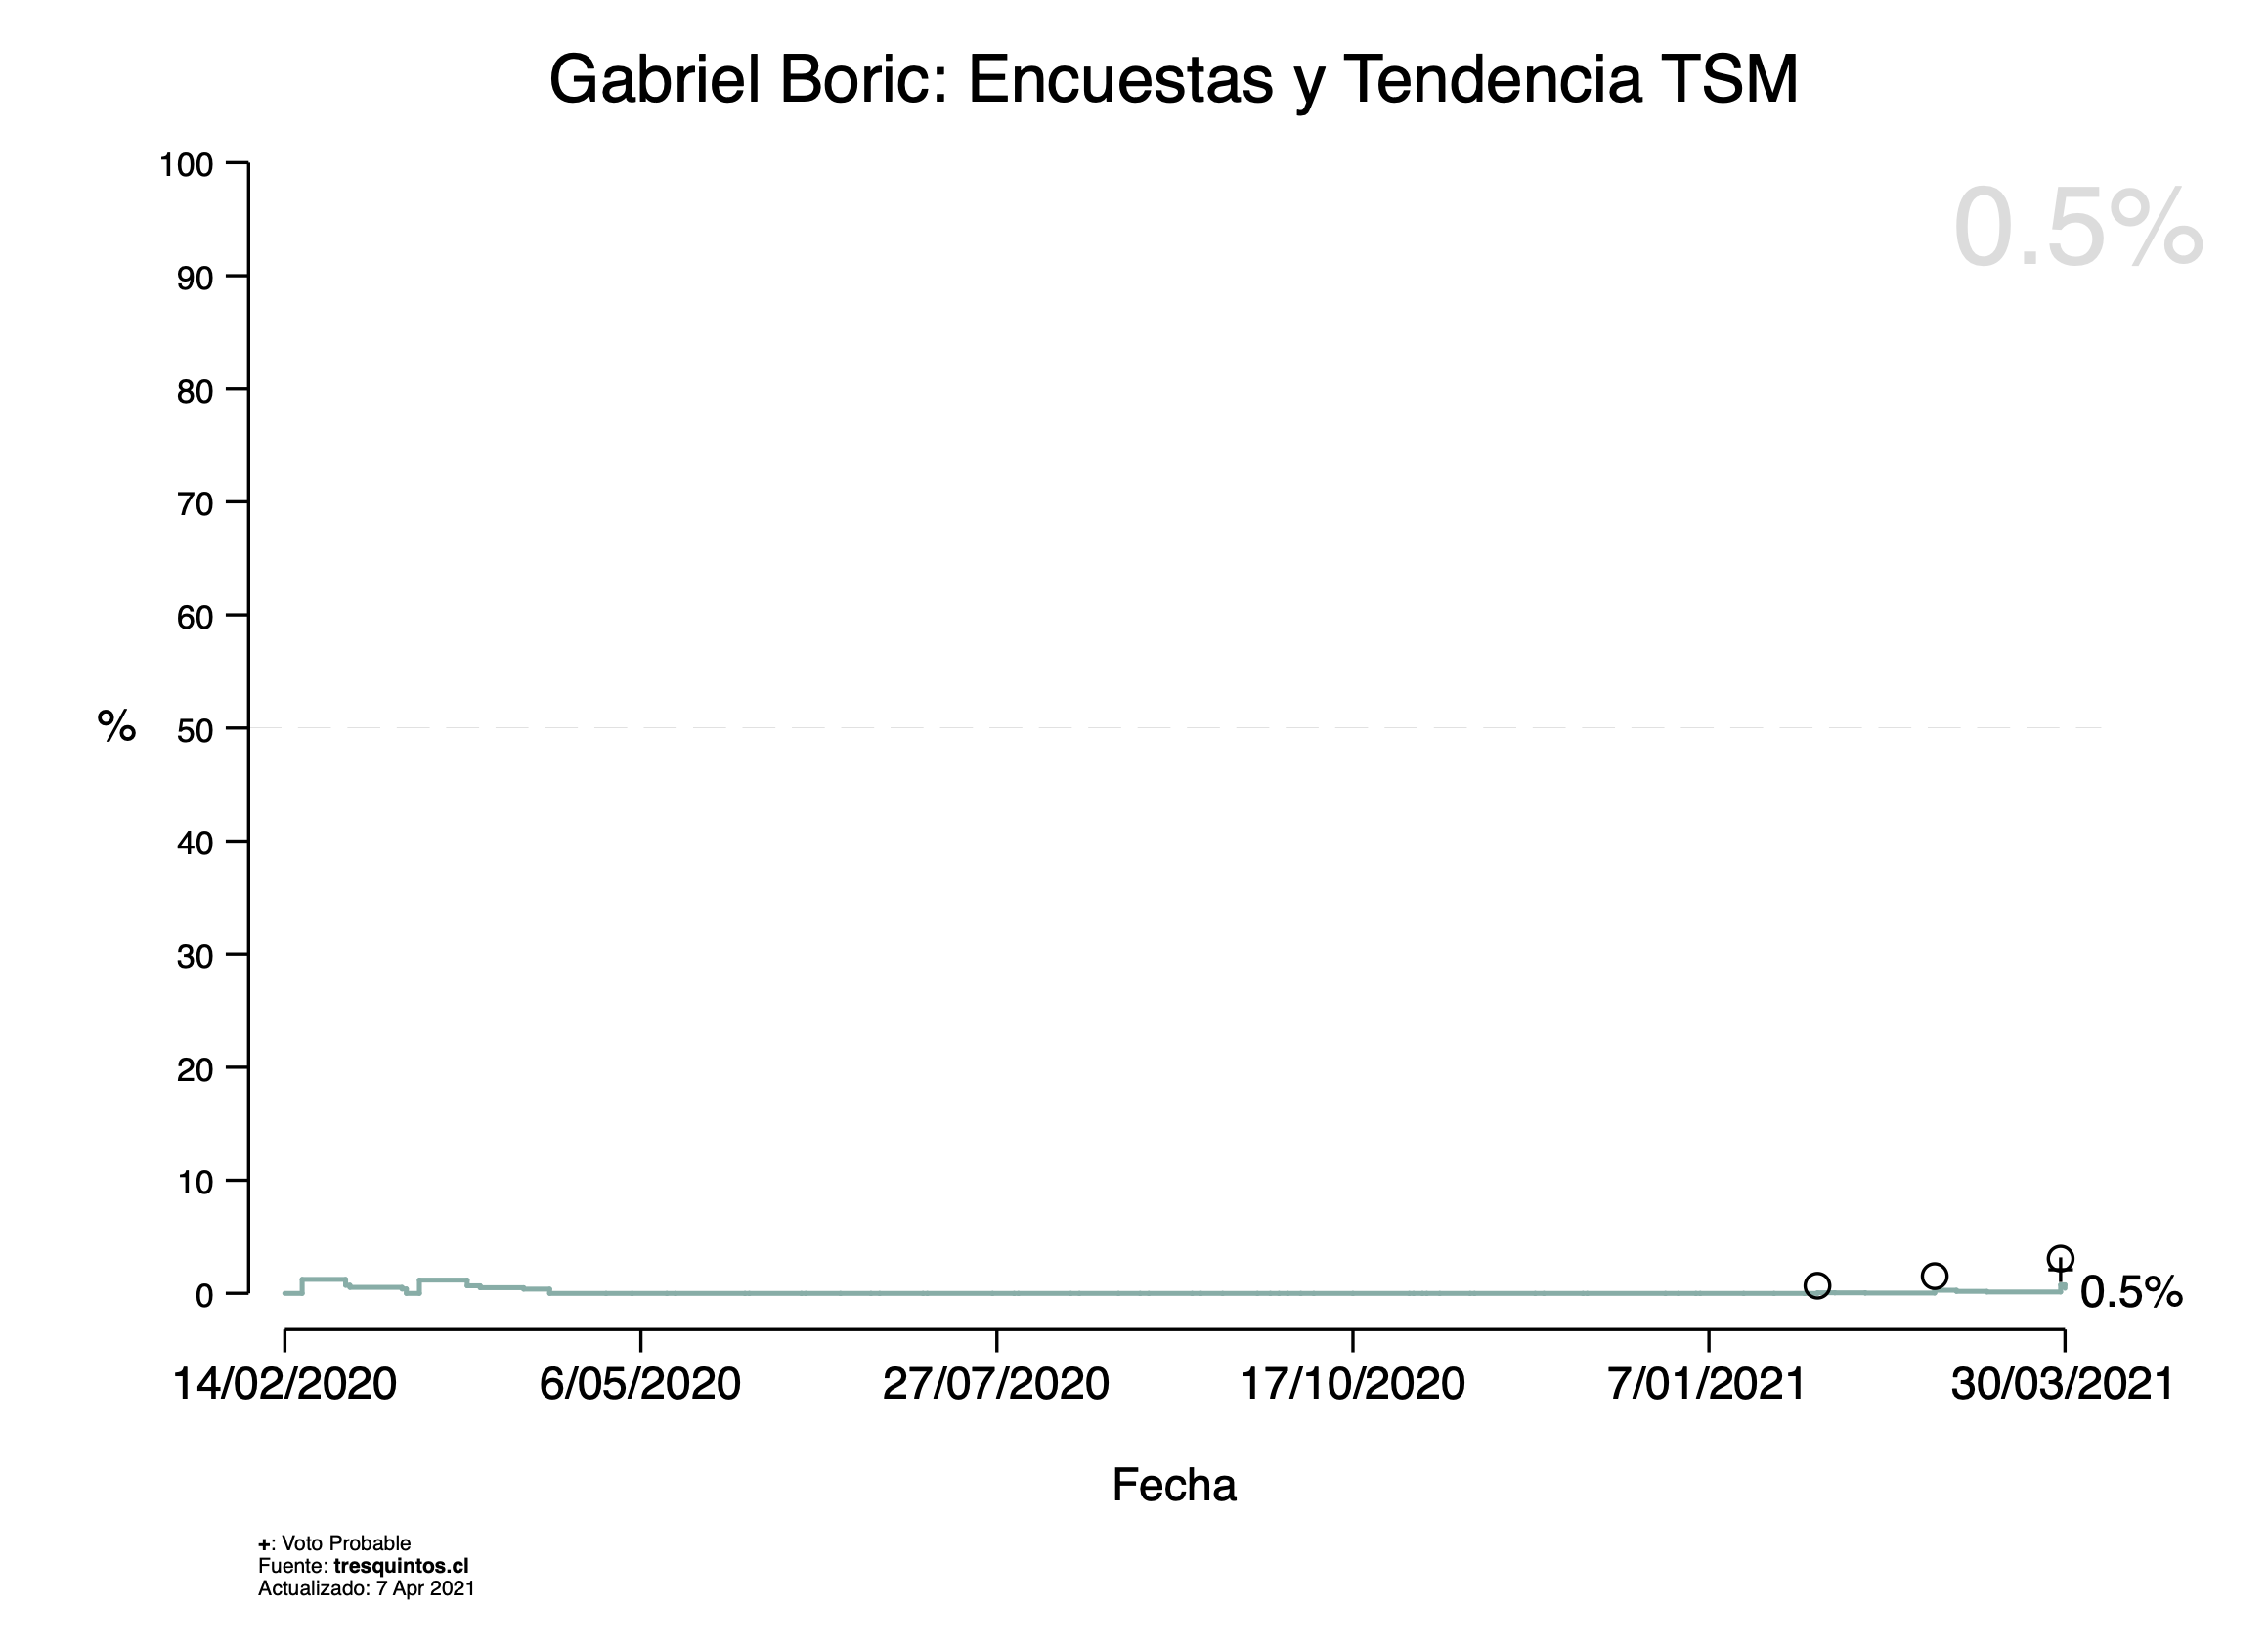 Gabriel Boric: Encuestas y Tendencia TSM
0.5%
100
90
80
70
60
50
40
30
20
10
0
%
0.5%
14/02/2020 6/05/2020 27/07/2020 17/10/2020 7/01/2021 30/03/2021
Fecha
+: Voto Probable
Fuente: tresquintos.cl
Actualizado: 7 Apr 2021